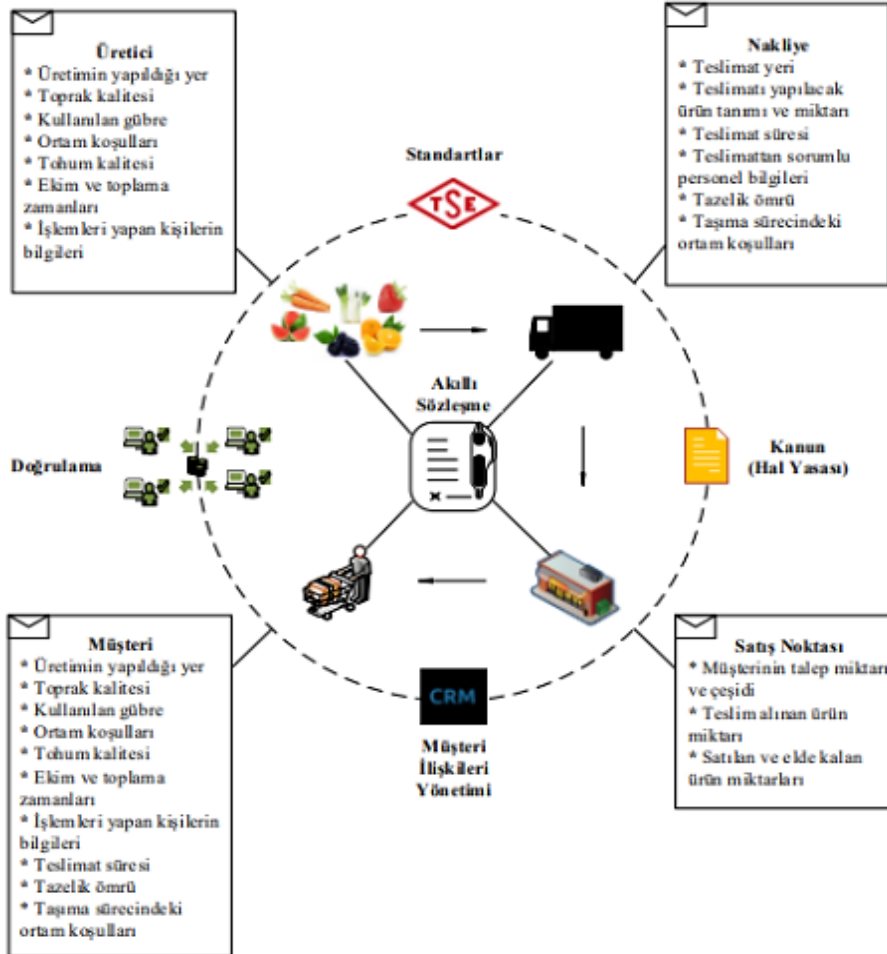 Üretici
* Üretimin yapıldığı yer
* Toprak kalitesi
* Kullanılan gübre
* Ortam koşulları
* Tohum kalitesi
* Ekim ve toplama
zamanları
* İşlemleri yapan kişilerin
bilgileri
Nakliye
* Teslimat yeri
* Teslimatı yapılacak
ürün tanımı ve miktarı
* Teslimat süresi
* Teslimattan sorumlu
personel bilgileri
* Tazelik ömrü
* Taşıma sürecindeki
ortam koşulları
Standartlar
TSE
Akıllı
Sözleşme
Doğrulama
Kanun
(Hal Yasası)
Müşteri
* Üretimin yapıldığı yer
* Toprak kalitesi
* Kullanılan gübre
* Ortam koşulları
* Tohum kalitesi
* Ekim ve toplama
zamanları
* İşlemleri yapan kişilerin
bilgileri
* Teslimat süresi
* Tazelik ömrü
* Taşıma sürecindeki
ortam koşulları
CRM
Müşteri
İlişkileri
Yönetimi
Satış Noktası
* Müşterinin talep miktarı
ve çeşidi
* Teslim alınan ürün
miktarı
* Satılan ve elde kalan
ürün miktarları